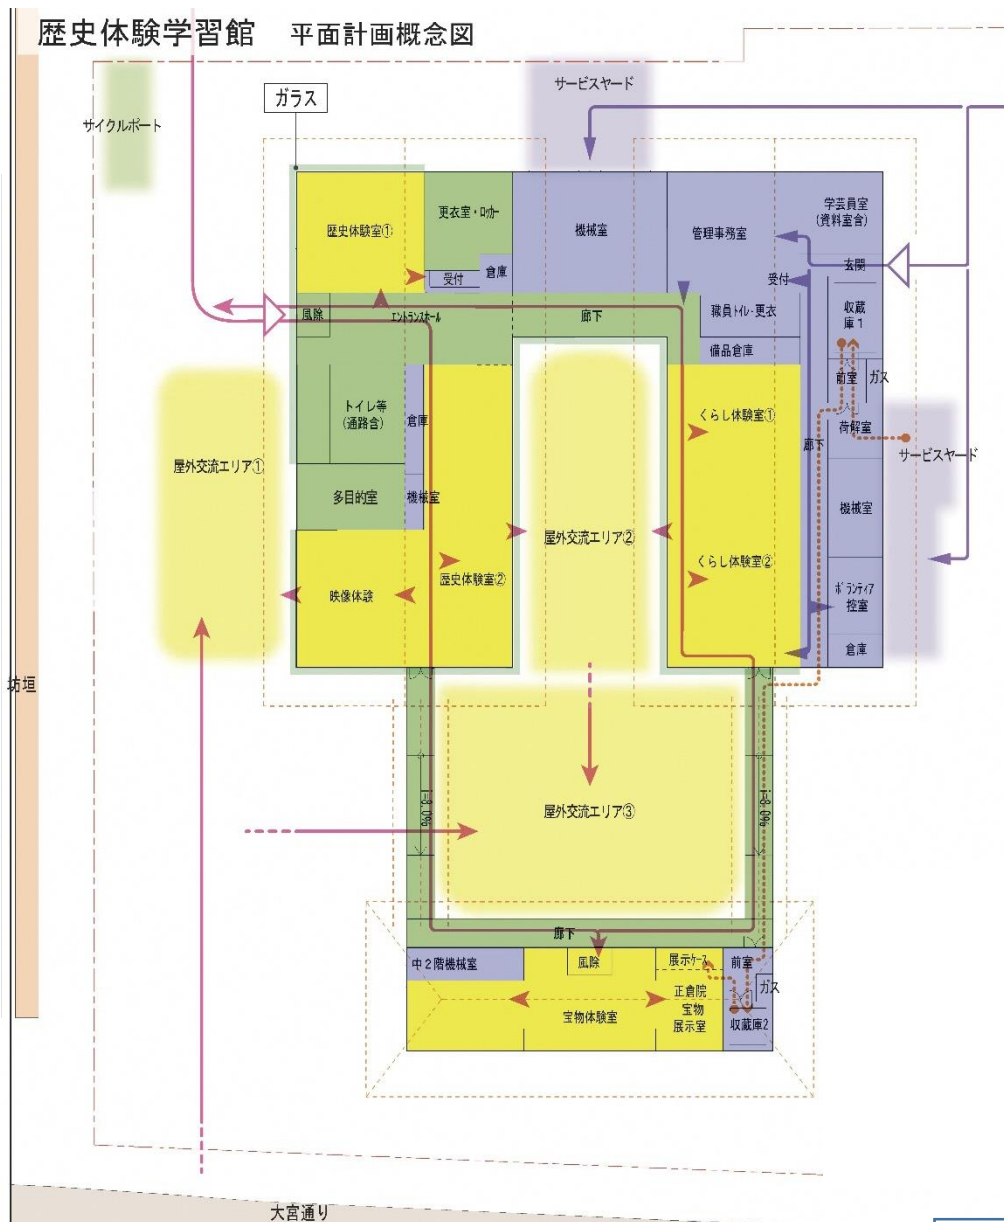 歴史体験学習館 平面計画概念図
ガラス
サービスヤード
サイクルポート
歴史体験室①
更衣室・ロッカー
機械室
管理事務室
学芸員室
(資料室含)
受付
倉庫
受付
玄関
風除
エントランスホール
廊下
職員トイレ・更衣
収蔵
庫1
備品倉庫
前室
ガス
トイレ等
(通路含)
倉庫
くらし体験室①
荷解室
廊下
サービスヤード
屋外交流エリア①
多目的室
機械室
屋外交流エリア②
機械室
映像体験
歴史体験室②
くらし体験室②
ボランティア
控室
倉庫
坊垣
i=8.0%
屋外交流エリア③
i=8.0%
廊下
中2階機械室
風除
展示ケース
前室
ガス
宝物体験室
正倉院
宝物
展示室
収蔵庫2
大宮通り